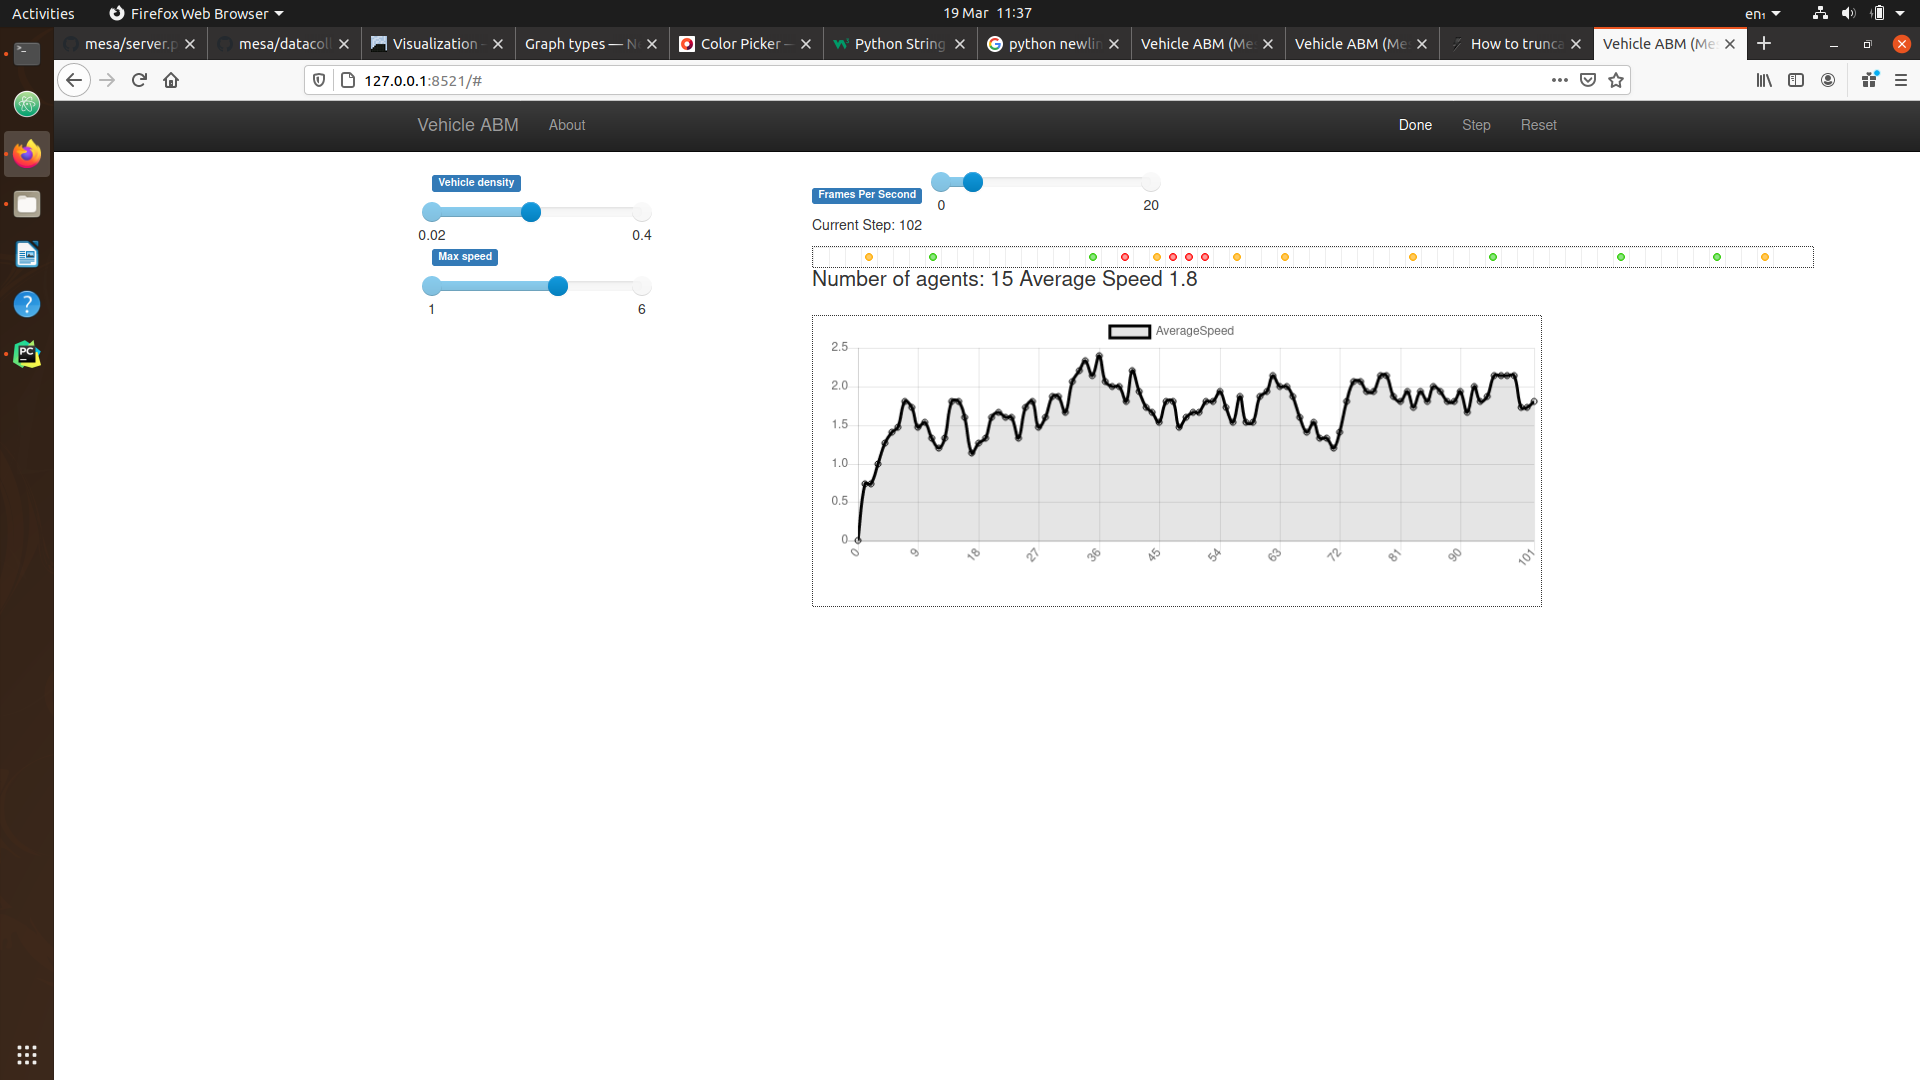 Activities Firefox Web Browser 19 Mar 11:37 en₁
mesa/server.p mesa/datacoll Visualization - Graph types — N Color Picker — Python String python newlin Vehicle ABM (Me Vehicle ABM (Me How to trunca Vehicle ABM (Mes
127.0.0.1:8521/#
Vehicle ABM About Done Step Reset
Vehicle density
0.02 0.4
Max speed
1 6
Frames Per Second
0 20
Current Step: 102
Number of agents: 15 Average Speed 1.8
AverageSpeed
2.5
2.0
1.5
1.0
0.5
0
0 9 18 27 36 45 54 63 72 81 90 101
PC